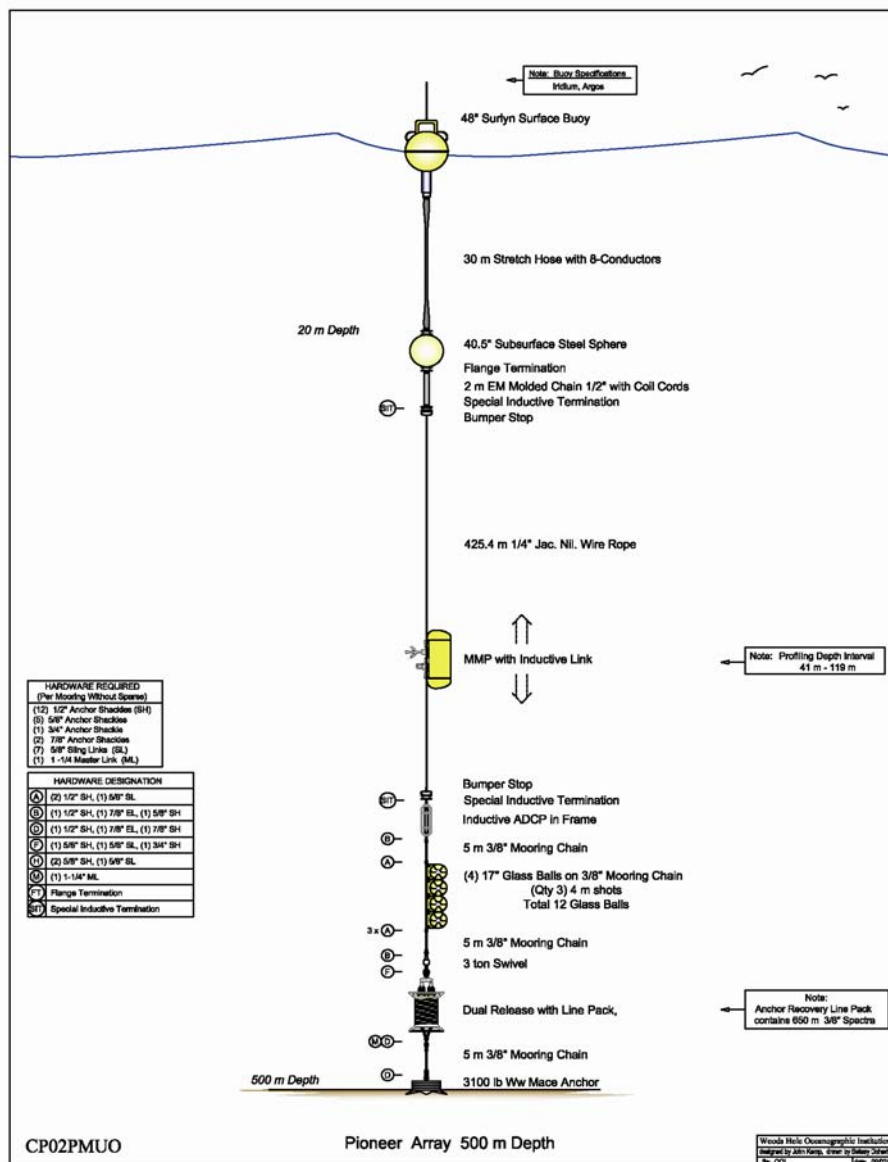 Note: Buoy Specifications
Iridium, Argos
48" Surlyn Surface Buoy
30 m Stretch Hose with 8-Conductors
20 m Depth
40.5" Subsurface Steel Sphere
Flange Termination
2 m EM Molded Chain 1/2" with Coil Cords
Special Inductive Termination
SIT
Bumper Stop
425.4 m 1/4" Jac. Nil. Wire Rope
MMP with Inductive Link
Note: Profiling Depth Interval
41 m - 119 m
HARDWARE REQUIRED
(Per Mooring Without Spares)
(12) 1/2" Anchor Shackles (SH)
(5) 5/8" Anchor Shackles
(1) 3/4" Anchor Shackle
(2) 7/8" Anchor Shackles
(7) 5/8" Sling Links (SL)
(1) 1 -1/4 Master Link (ML)
HARDWARE DESIGNATION
A (2) 1/2" SH, (1) 5/8" SL
B (1) 1/2" SH, (1) 7/8" EL, (1) 5/8" SH
D (1) 1/2" SH, (1) 7/8" EL, (1) 7/8" SH
F (1) 5/8" SH, (1) 5/8" SL, (1) 3/4" SH
H (2) 5/8" SH, (1) 5/8" SL
M (1) 1-1/4" ML
FT Flange Termination
SIT Special Inductive Termination
Bumper Stop
SIT Special Inductive Termination
Inductive ADCP in Frame
B
5 m 3/8" Mooring Chain
A
(4) 17" Glass Balls on 3/8" Mooring Chain
(Qty 3) 4 m shots
Total 12 Glass Balls
3 x A
5 m 3/8" Mooring Chain
B
3 ton Swivel
F
Dual Release with Line Pack,
Note:
Anchor Recovery Line Pack
contains 650 m 3/8" Spectra
M D
5 m 3/8" Mooring Chain
D
500 m Depth
3100 lb Ww Mace Anchor
CP02PMUO
Pioneer Array 500 m Depth
Woods Hole Oceanographic Institution
designed by John Kemp, drawn by Betsey